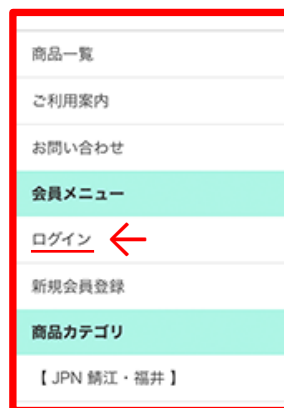 商品一覧
ご利用案内
お問い合わせ
会員メニュー
ログイン
新規会員登録
商品カテゴリ
【 JPN 鯖江・福井 】